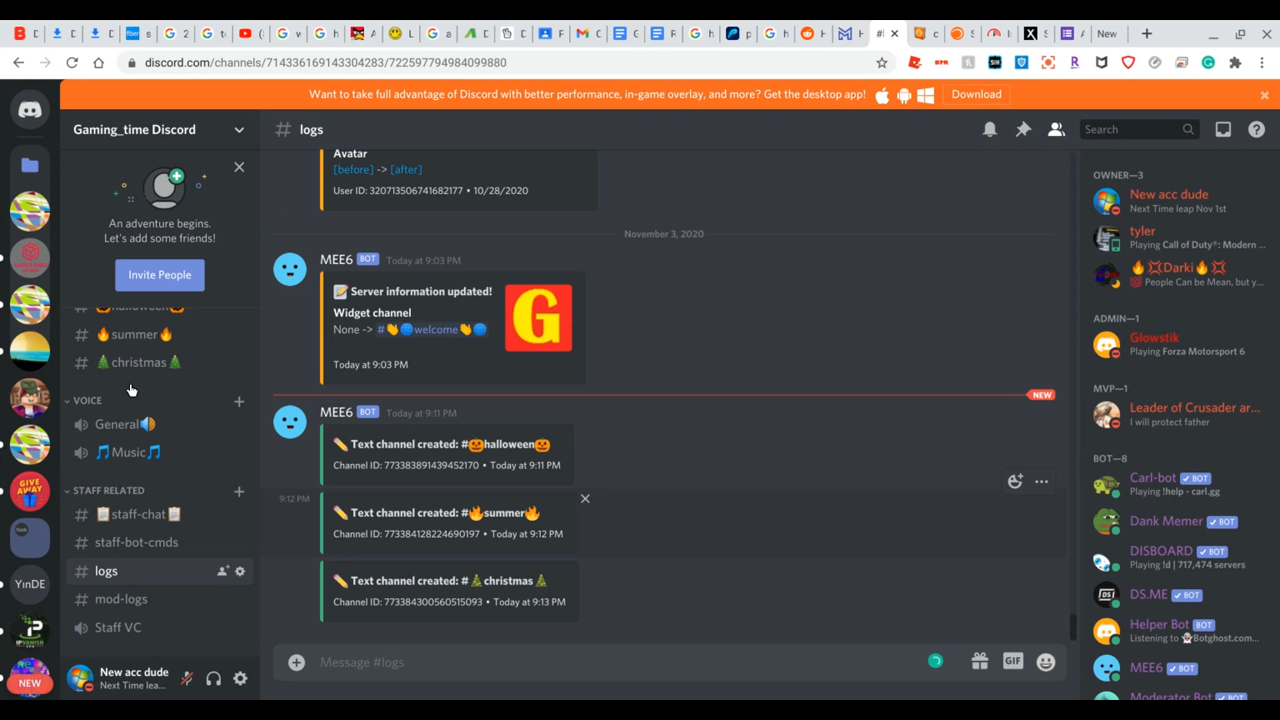 discord.com/channels/714336169143304283/722597794984099880
New
Want to take full advantage of Discord with better performance, in-game overlay, and more? Get the desktop app!
Download
Gaming_time Discord
An adventure begins.
Let's add some friends!
Invite People
🎃halloween🎃
🔥summer🔥
🎄christmas🎄
VOICE
General🔊
🎵Music🎵
STAFF RELATED
📋staff-chat📋
staff-bot-cmds
logs
mod-logs
Staff VC
YinDE
NEW
New acc dude
Next Time lea...
# logs
Search
Avatar
[before] -> [after]
User ID: 320713506741682177 • 10/28/2020
November 3, 2020
MEE6 BOT Today at 9:03 PM
📝 Server information updated!
Widget channel
None -> #👋🔵welcome👋🔵
G
Today at 9:03 PM
NEW
MEE6 BOT Today at 9:11 PM
✏️ Text channel created: #🎃halloween🎃
Channel ID: 773383891439452170 • Today at 9:11 PM
9:12 PM
✏️ Text channel created: #🔥summer🔥
Channel ID: 773384128224690197 • Today at 9:12 PM
✏️ Text channel created: #🎄christmas🎄
Channel ID: 773384300560515093 • Today at 9:13 PM
Message #logs
GIF
OWNER—3
New acc dude
Next Time leap Nov 1st
tyler
Playing Call of Duty®: Modern ...
🔥💢Darki🔥💢
💯People Can be Mean, but y...
ADMIN—1
Glowstik
Playing Forza Motorsport 6
MVP—1
Leader of Crusader ar...
I will protect father
BOT—8
Carl-bot ✓BOT
Playing !help - carl.gg
Dank Memer ✓BOT
DISBOARD ✓BOT
Playing !d | 717,474 servers
DS.ME ✓BOT
Helper Bot BOT
Listening to 👻Botghost.com...
MEE6 ✓BOT
Moderator Bot BOT